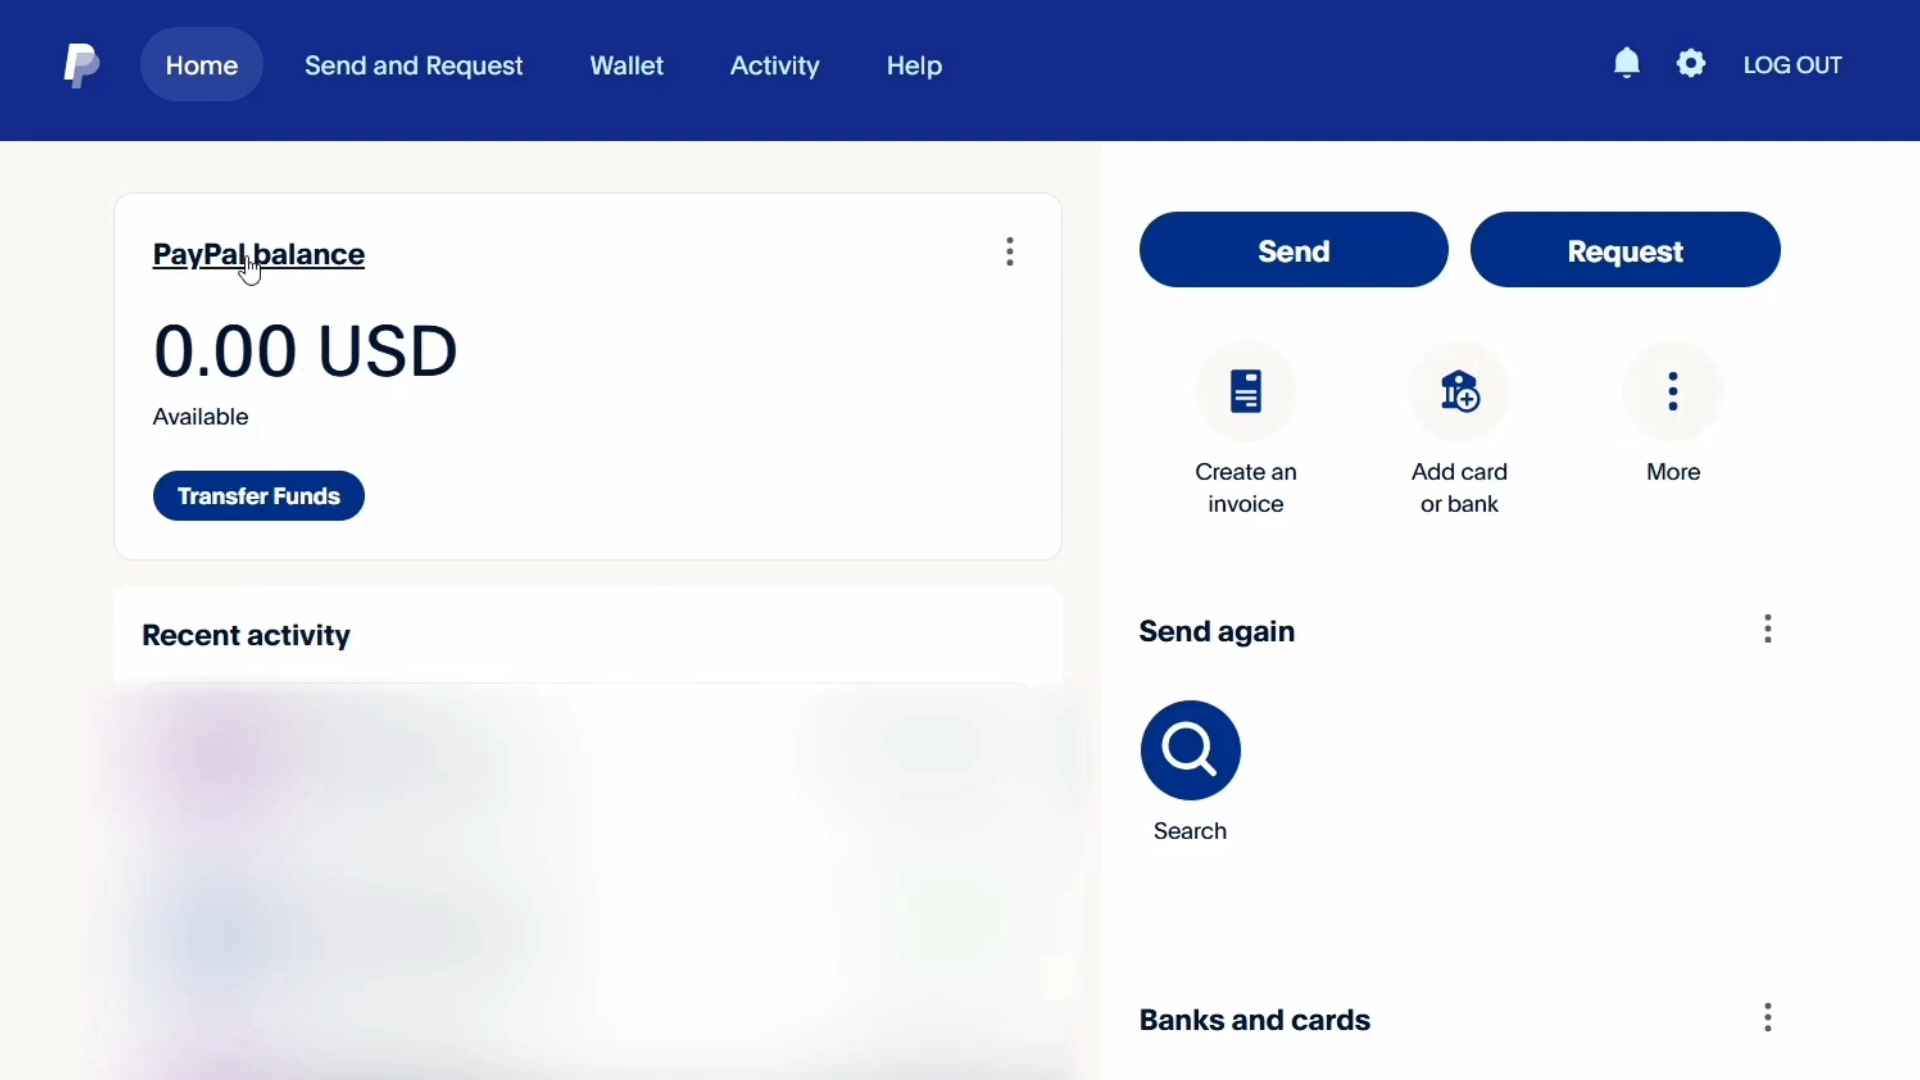 Home
Send and Request
Wallet
Activity
Help
LOG OUT
PayPal balance
0.00 USD
Available
Transfer Funds
Recent activity
Send
Request
Create an
invoice
Add card
or bank
More
Send again
Search
Banks and cards